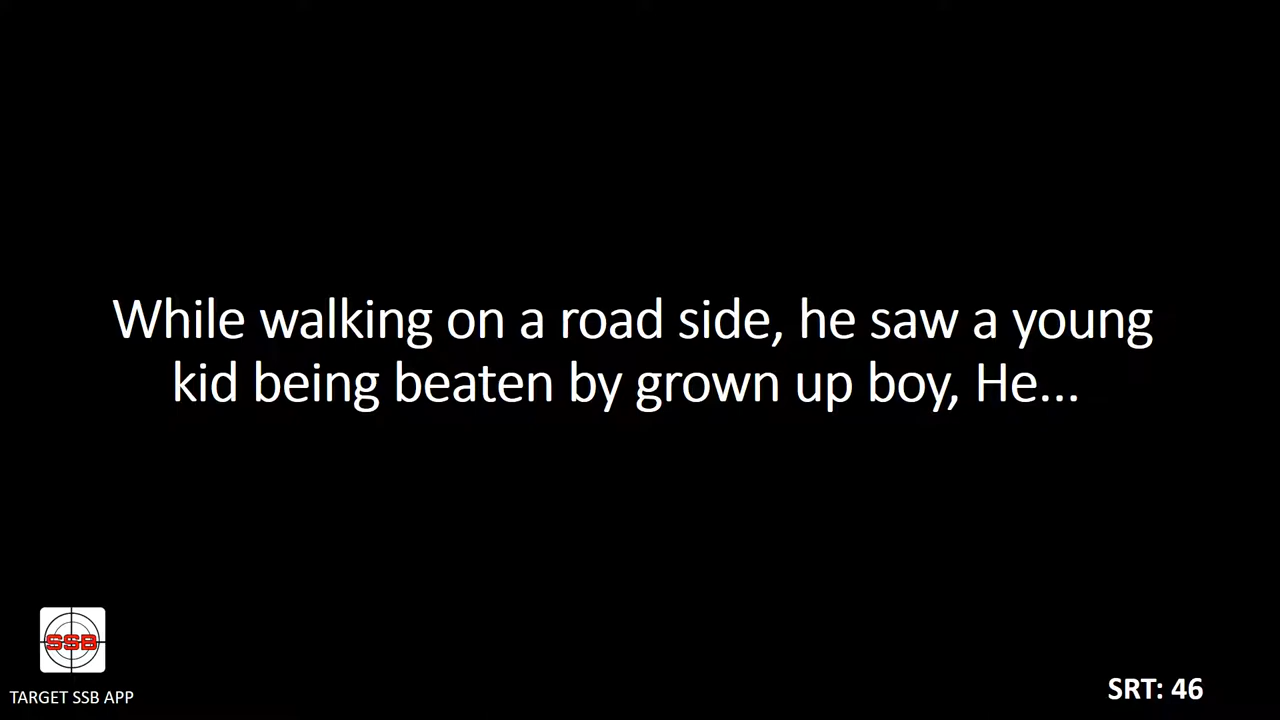 While walking on a road side, he saw a young
kid being beaten by grown up boy, He...
SSB
TARGET SSB APP
SRT: 46